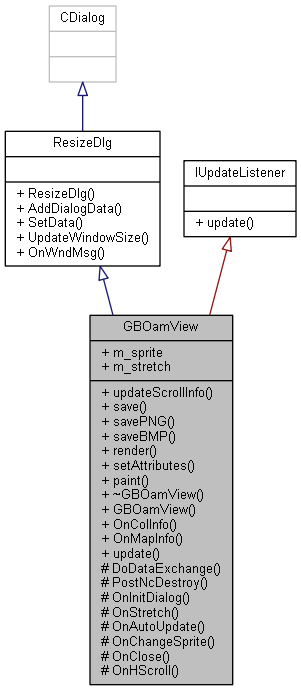 CDialog
ResizeDlg
+ ResizeDlg()
+ AddDialogData()
+ SetData()
+ UpdateWindowSize()
+ OnWndMsg()
IUpdateListener
+ update()
GBOamView
+ m_sprite
+ m_stretch
+ updateScrollInfo()
+ save()
+ savePNG()
+ saveBMP()
+ render()
+ setAttributes()
+ paint()
+ ~GBOamView()
+ GBOamView()
+ OnColInfo()
+ OnMapInfo()
+ update()
# DoDataExchange()
# PostNcDestroy()
# OnInitDialog()
# OnStretch()
# OnAutoUpdate()
# OnChangeSprite()
# OnClose()
# OnHScroll()